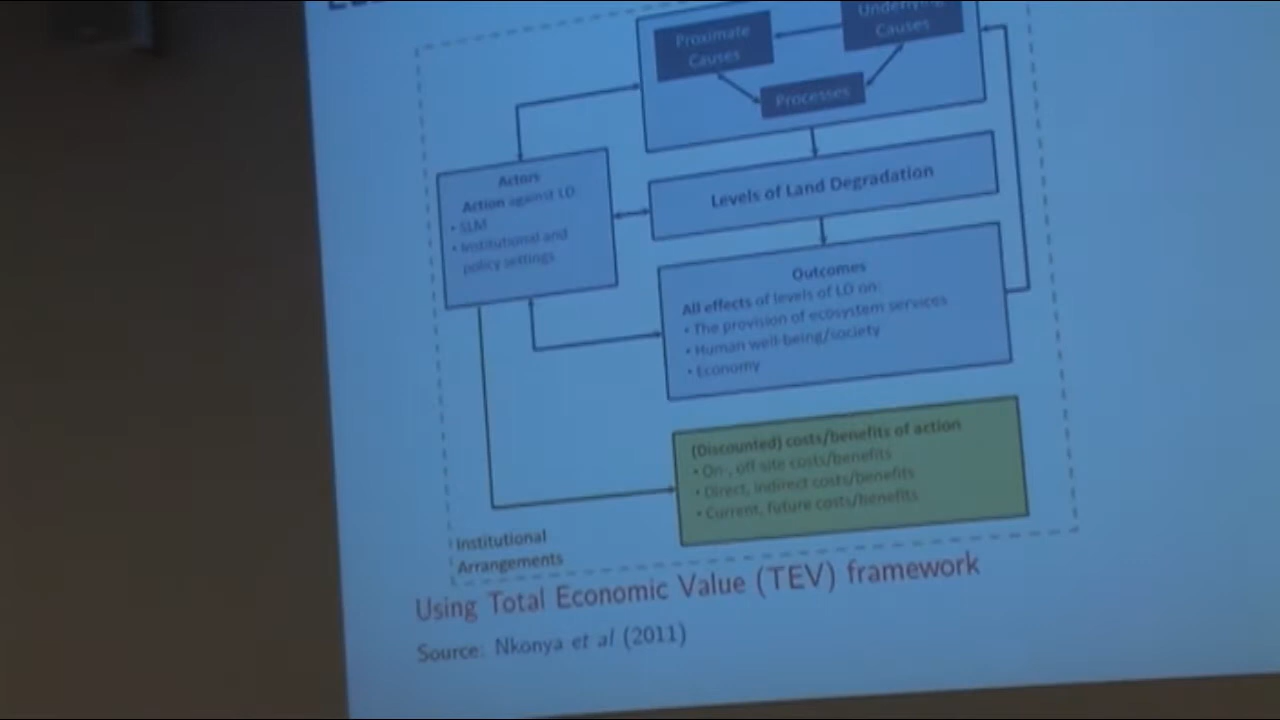 Proximate
Causes
Underlying
Causes
Processes
Actors
Action against LD:
• SLM
• Institutional and
policy settings
Levels of Land Degradation
Outcomes
All effects of levels of LD on:
• The provision of ecosystem services
• Human well-being/society
• Economy
(Discounted) costs/benefits of action
• On-, off site costs/benefits
• Direct, indirect costs/benefits
• Current, future costs/benefits
Institutional
Arrangements
Using Total Economic Value (TEV) framework
Source: Nkonya et al (2011)